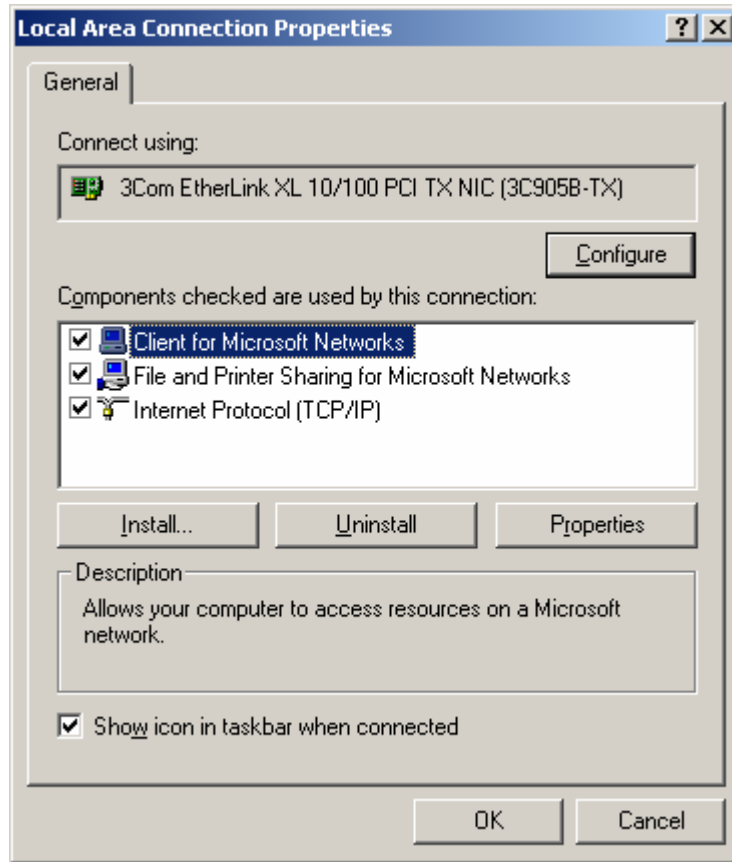 Local Area Connection Properties
General
Connect using:
3Com EtherLink XL 10/100 PCI TX NIC (3C905B-TX)
Configure
Components checked are used by this connection:
Client for Microsoft Networks
File and Printer Sharing for Microsoft Networks
Internet Protocol (TCP/IP)
Install... Uninstall Properties
Description
Allows your computer to access resources on a Microsoft
network.
Show icon in taskbar when connected
OK Cancel